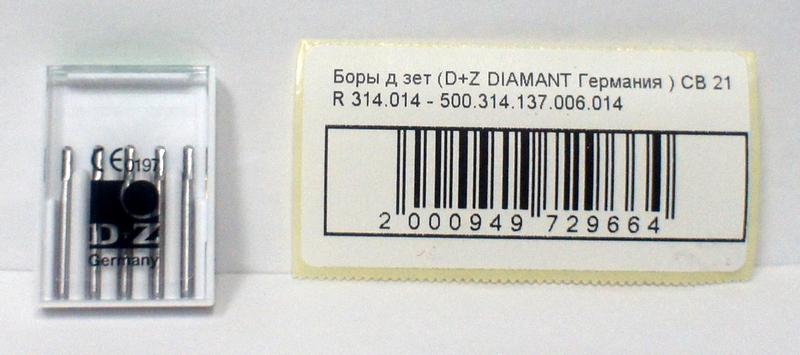 CE 0197
D+Z
Germany
Боры д зет (D+Z DIAMANT Германия ) CB 21
R 314.014 - 500.314.137.006.014
2 000949 729664